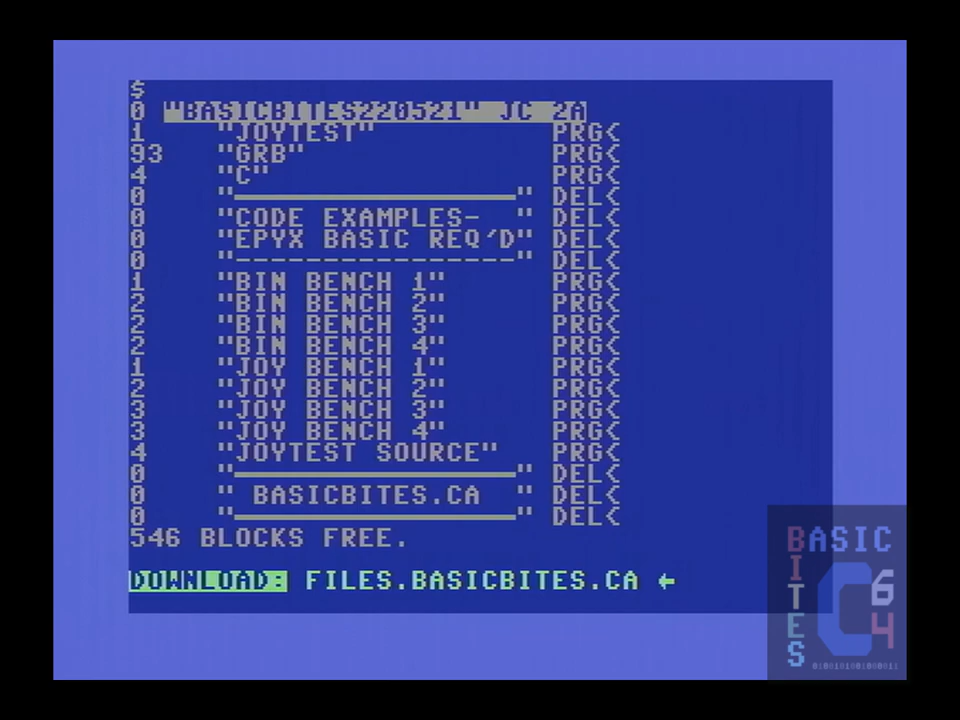 $
0 "BASICBITES220521" JC 2A
1 "JOYTEST" PRG<
93 "GRB" PRG<
4 "C" PRG<
0 "━━━━━━━━━━━━━━━━" DEL<
0 "CODE EXAMPLES-  " DEL<
0 "EPYX BASIC REQ'D" DEL<
0 "----------------" DEL<
1 "BIN BENCH 1" PRG<
2 "BIN BENCH 2" PRG<
2 "BIN BENCH 3" PRG<
2 "BIN BENCH 4" PRG<
1 "JOY BENCH 1" PRG<
2 "JOY BENCH 2" PRG<
3 "JOY BENCH 3" PRG<
3 "JOY BENCH 4" PRG<
4 "JOYTEST SOURCE" PRG<
0 "━━━━━━━━━━━━━━━━" DEL<
0 " BASICBITES.CA  " DEL<
0 "━━━━━━━━━━━━━━━━" DEL<
546 BLOCKS FREE.
DOWNLOAD: FILES.BASICBITES.CA ←
BASIC
BITES
C64
0100101001000011